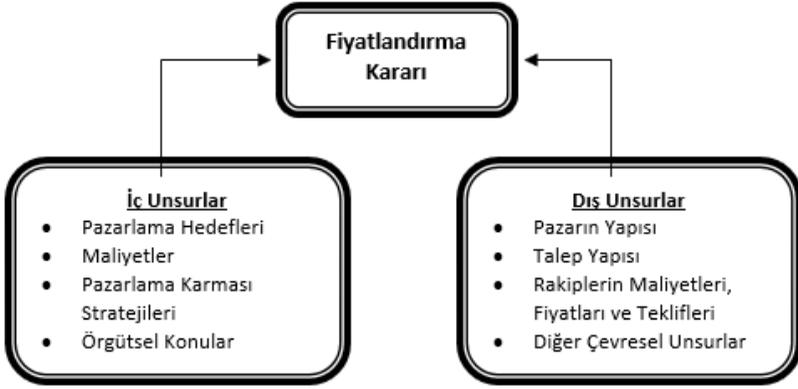 Fiyatlandırma
Kararı
İç Unsurlar
• Pazarlama Hedefleri
• Maliyetler
• Pazarlama Karması
Stratejileri
• Örgütsel Konular
Dış Unsurlar
• Pazarın Yapısı
• Talep Yapısı
• Rakiplerin Maliyetleri,
Fiyatları ve Teklifleri
• Diğer Çevresel Unsurlar